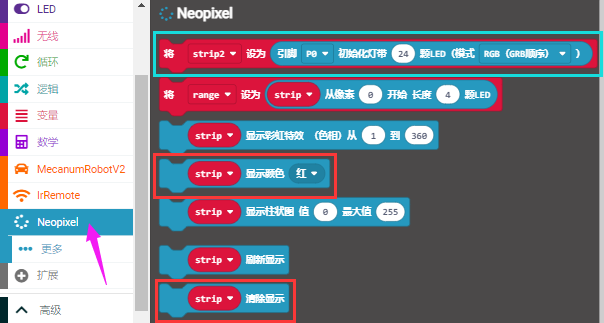 LED
无线
循环
逻辑
变量
数学
MecanumRobotV2
IrRemote
Neopixel
更多
扩展
高级
Neopixel
将 strip2 设为 引脚 P0 初始化灯带 24 颗LED（模式 RGB（GRB顺序） ）
将 range 设为 strip 从像素 0 开始 长度 4 颗LED
strip 显示彩虹特效 （色相）从 1 到 360
strip 显示颜色 红
strip 显示柱状图 值 0 最大值 255
strip 刷新显示
strip 清除显示